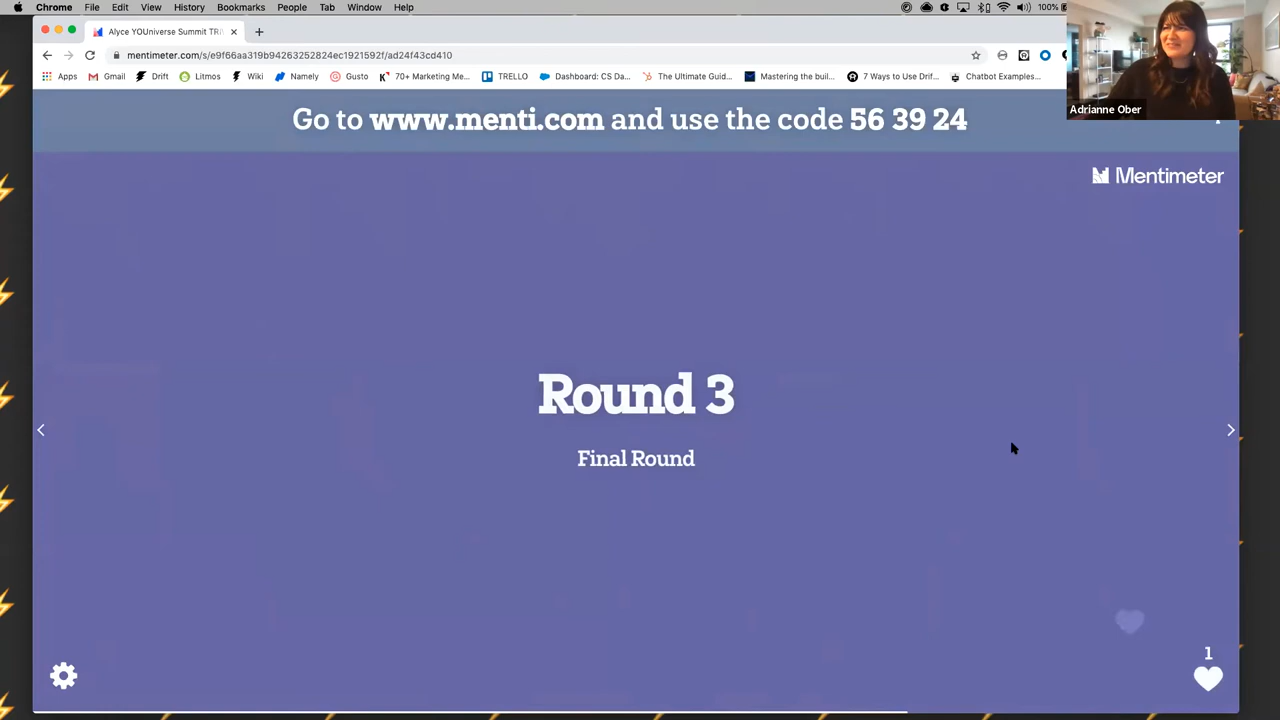 Chrome File Edit View History Bookmarks People Tab Window Help 100%
Alyce YOUniverse Summit TRI
mentimeter.com/s/e9f66aa319b94263252824ec1921592f/ad24f43cd410
Apps Gmail Drift Litmos Wiki Namely Gusto 70+ Marketing Me... TRELLO Dashboard: CS Da... The Ultimate Guid... Mastering the bui... 7 Ways to Use Drif... Chatbot Examples...
Adrianne Ober
Go to www.menti.com and use the code 56 39 24
Mentimeter
Round 3
Final Round
1